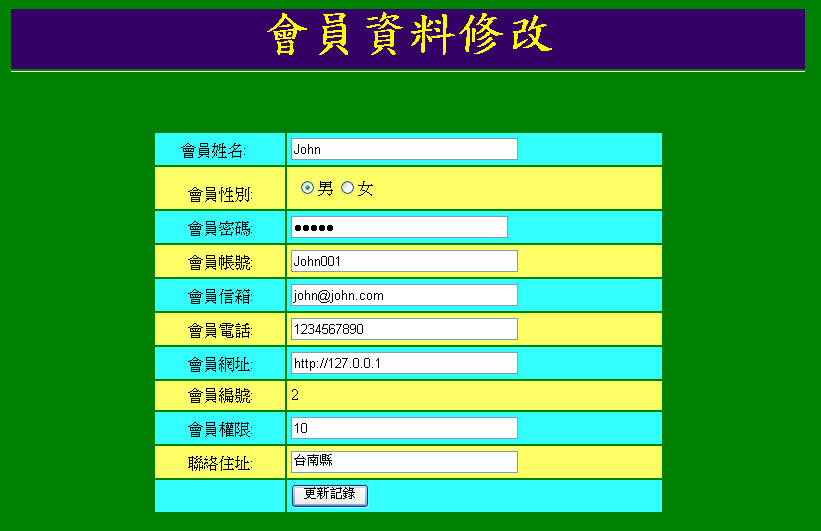 會員資料修改
會員姓名: John
會員性別: 男 女
會員密碼: ●●●●●
會員帳號: John001
會員信箱: john@john.com
會員電話: 1234567890
會員網址: http://127.0.0.1
會員編號: 2
會員權限: 10
聯絡住址: 台南縣
更新記錄